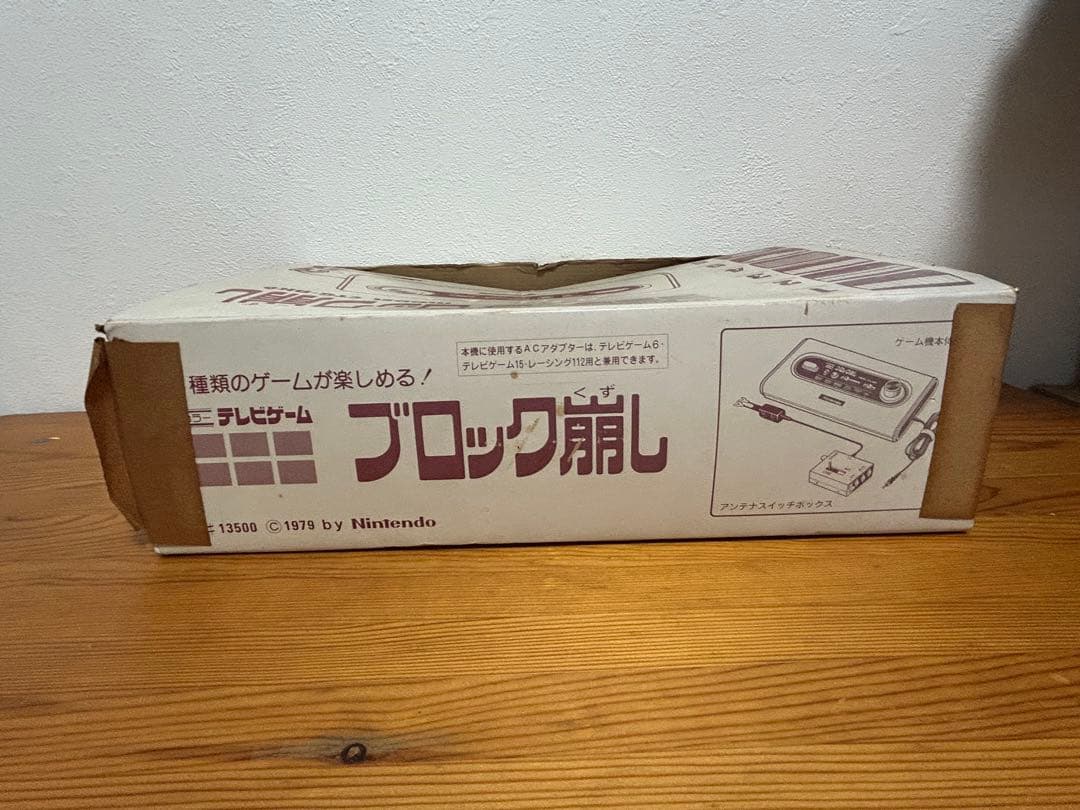 種類のゲームが楽しめる!
テレビゲーム
本機に使用するACアダプターは、テレビゲーム6・
テレビゲーム15・レーシング112用と兼用できます。
くず
ブロック崩し
13500 ©1979 by Nintendo
ゲーム機本体
アンテナスイッチボックス